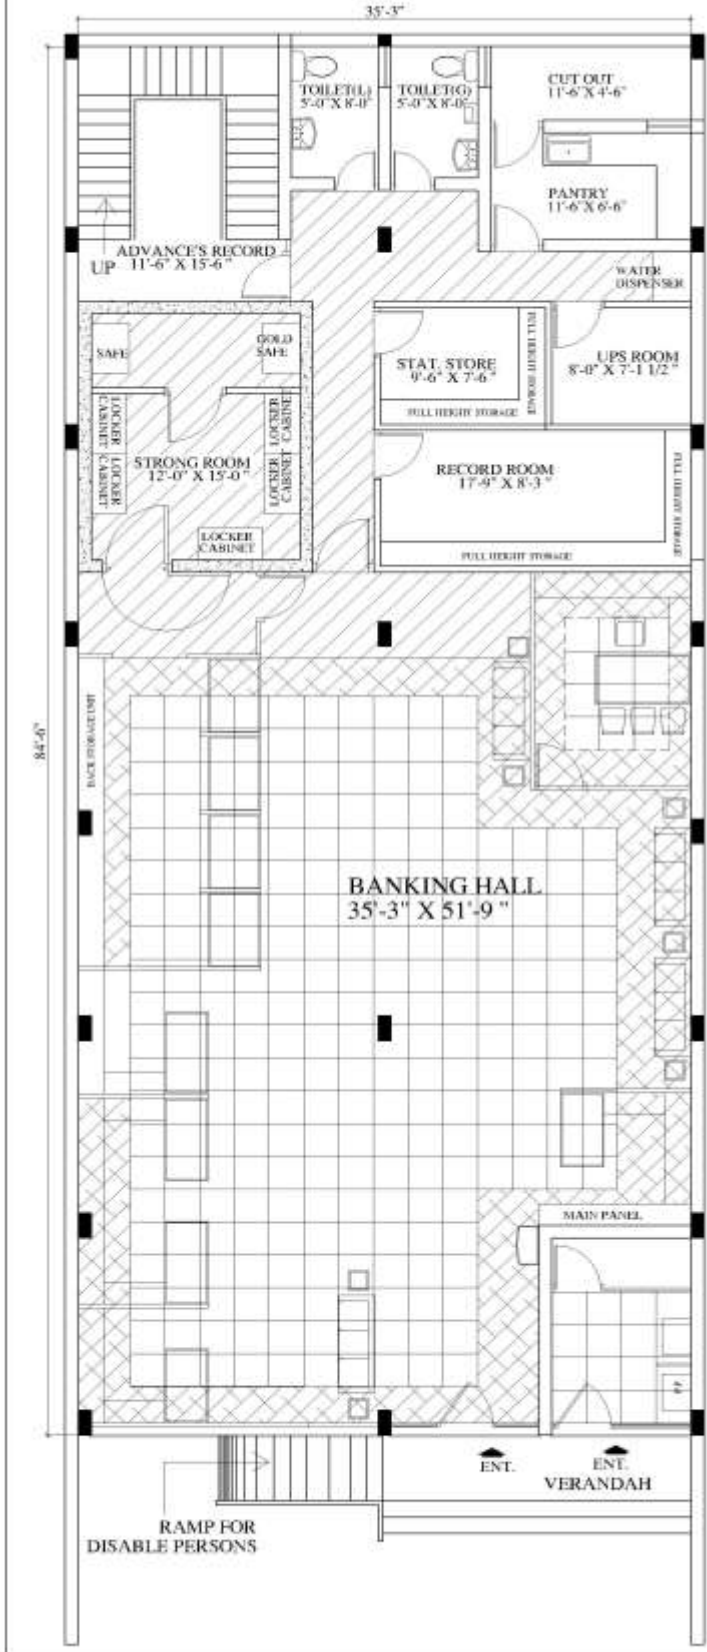 35'-3"
CUT OUT
11'-6"X 4'-6"
TOILET(L)
5'-0"X 8'-0"
TOILET(G)
5'-0"X 8'-0"
PANTRY
11'-6"X 6'-6"
ADVANCE'S RECORD
11'-6" X 15'-6 "
UP
WATER
DISPENSER
SAFE
GOLD
SAFE
STAT. STORE
9'-6" X 7'-6 "
FULL HEIGHT STORAGE
FULL HEIGHT STORAGE
UPS ROOM
8'-0" X 7'-1 1/2 "
LOCKER
CABINET
LOCKER
CABINET
LOCKER
CABINET
LOCKER
CABINET
STRONG ROOM
12'-0" X 15'-0 "
LOCKER
CABINET
RECORD ROOM
17'-9" X 8'-3 "
FULL HEIGHT STORAGE
FULL HEIGHT STORAGE
84'-6"
BACK STORAGE UNIT
BANKING HALL
35'-3" X 51'-9 "
MAIN PANEL
ENT.
ENT.
VERANDAH
RAMP FOR
DISABLE PERSONS